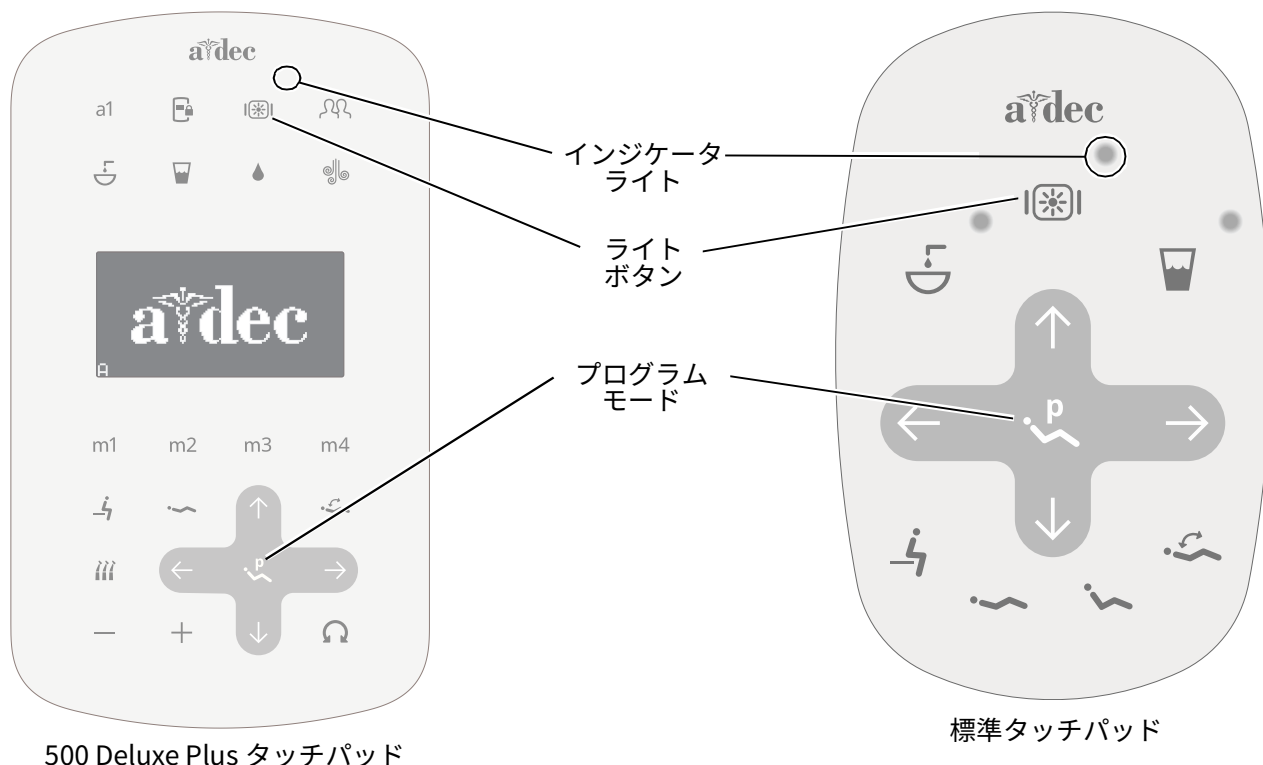 a dec
a1
a dec
A
m1 m2 m3 m4
p
500 Deluxe Plus タッチパッド
インジケータ
ライト
ライト
ボタン
プログラム
モード
a dec
p
標準タッチパッド